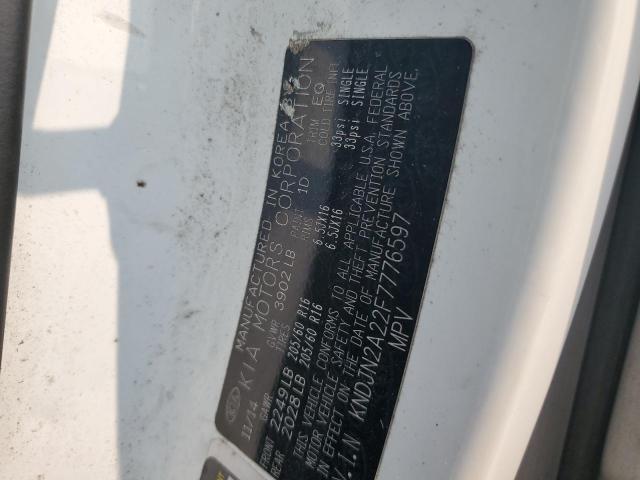 KIA
MANUFACTURED IN KOREA
11/14 KIA MOTORS CORPORATION
GAWR GVWR 3902 LB PAINT 1D TRIM EQ
TIRES RIMS COLD TIRE INFL
FRONT 2249LB 205/60 R16 6.5JX16 33psi SINGLE
REAR 2028LB 205/60 R16 6.5JX16 33psi SINGLE
THIS VEHICLE CONFORMS TO ALL APPLICABLE U.S.A. FEDERAL
MOTOR VEHICLE SAFETY AND THEFT PREVENTION STANDARDS
IN EFFECT ON THE DATE OF MANUFACTURE SHOWN ABOVE.
V.I.N KNDJN2A22F7776597
MPV